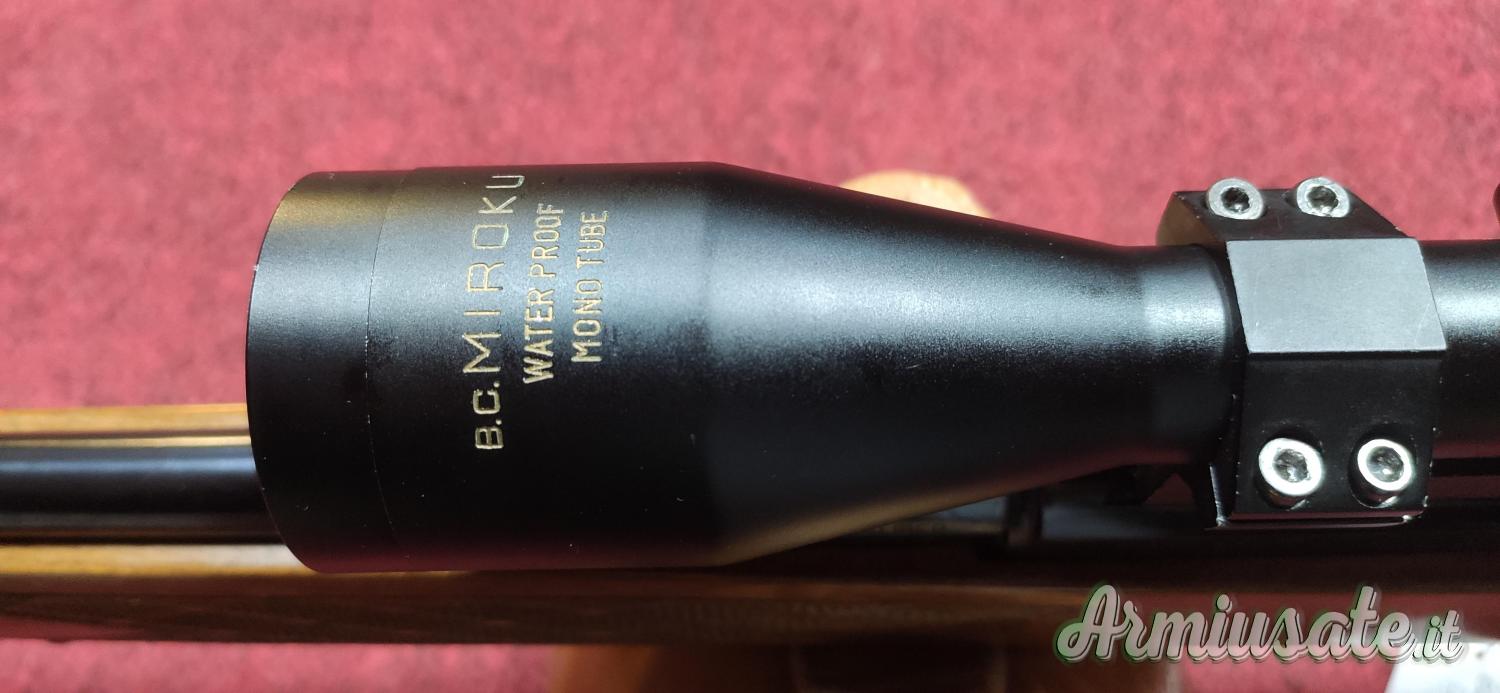 B.C. MIROKU
WATER PROOF
MONO TUBE
Armiusate.it